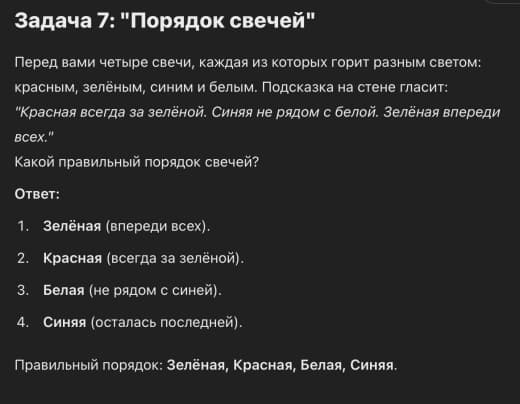 Задача 7: "Порядок свечей"
Перед вами четыре свечи, каждая из которых горит разным светом:
красным, зелёным, синим и белым. Подсказка на стене гласит:
"Красная всегда за зелёной. Синяя не рядом с белой. Зелёная впереди
всех."
Какой правильный порядок свечей?
Ответ:
1. Зелёная (впереди всех).
2. Красная (всегда за зелёной).
3. Белая (не рядом с синей).
4. Синяя (осталась последней).
Правильный порядок: Зелёная, Красная, Белая, Синяя.